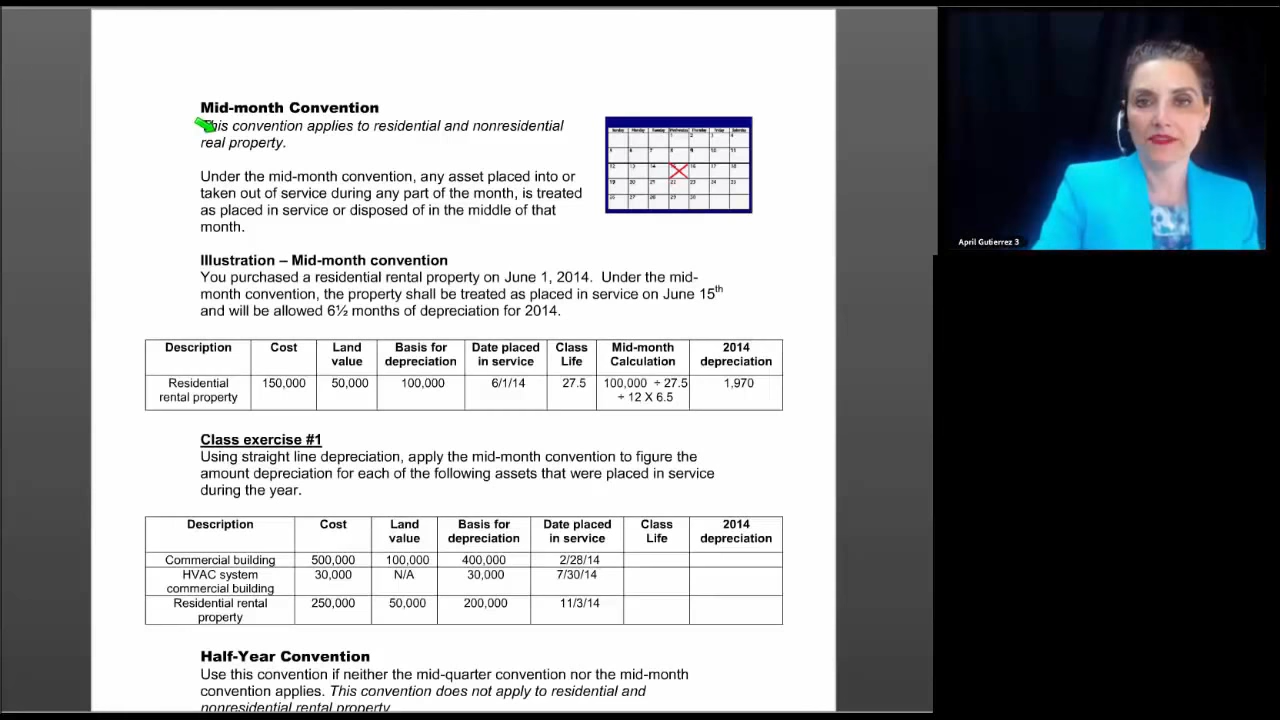 Mid-month Convention
This convention applies to residential and nonresidential
real property.
Under the mid-month convention, any asset placed into or
taken out of service during any part of the month, is treated
as placed in service or disposed of in the middle of that
month.
Illustration – Mid-month convention
You purchased a residential rental property on June 1, 2014. Under the mid-
month convention, the property shall be treated as placed in service on June 15th
and will be allowed 6½ months of depreciation for 2014.
Description Cost Land value Basis for depreciation Date placed in service Class Life Mid-month Calculation 2014 depreciation
Residential rental property 150,000 50,000 100,000 6/1/14 27.5 100,000 ÷ 27.5 ÷ 12 X 6.5 1,970
Class exercise #1
Using straight line depreciation, apply the mid-month convention to figure the
amount depreciation for each of the following assets that were placed in service
during the year.
Description Cost Land value Basis for depreciation Date placed in service Class Life 2014 depreciation
Commercial building 500,000 100,000 400,000 2/28/14
HVAC system commercial building 30,000 N/A 30,000 7/30/14
Residential rental property 250,000 50,000 200,000 11/3/14
Half-Year Convention
Use this convention if neither the mid-quarter convention nor the mid-month
convention applies. This convention does not apply to residential and
nonresidential rental property
April Gutierrez 3